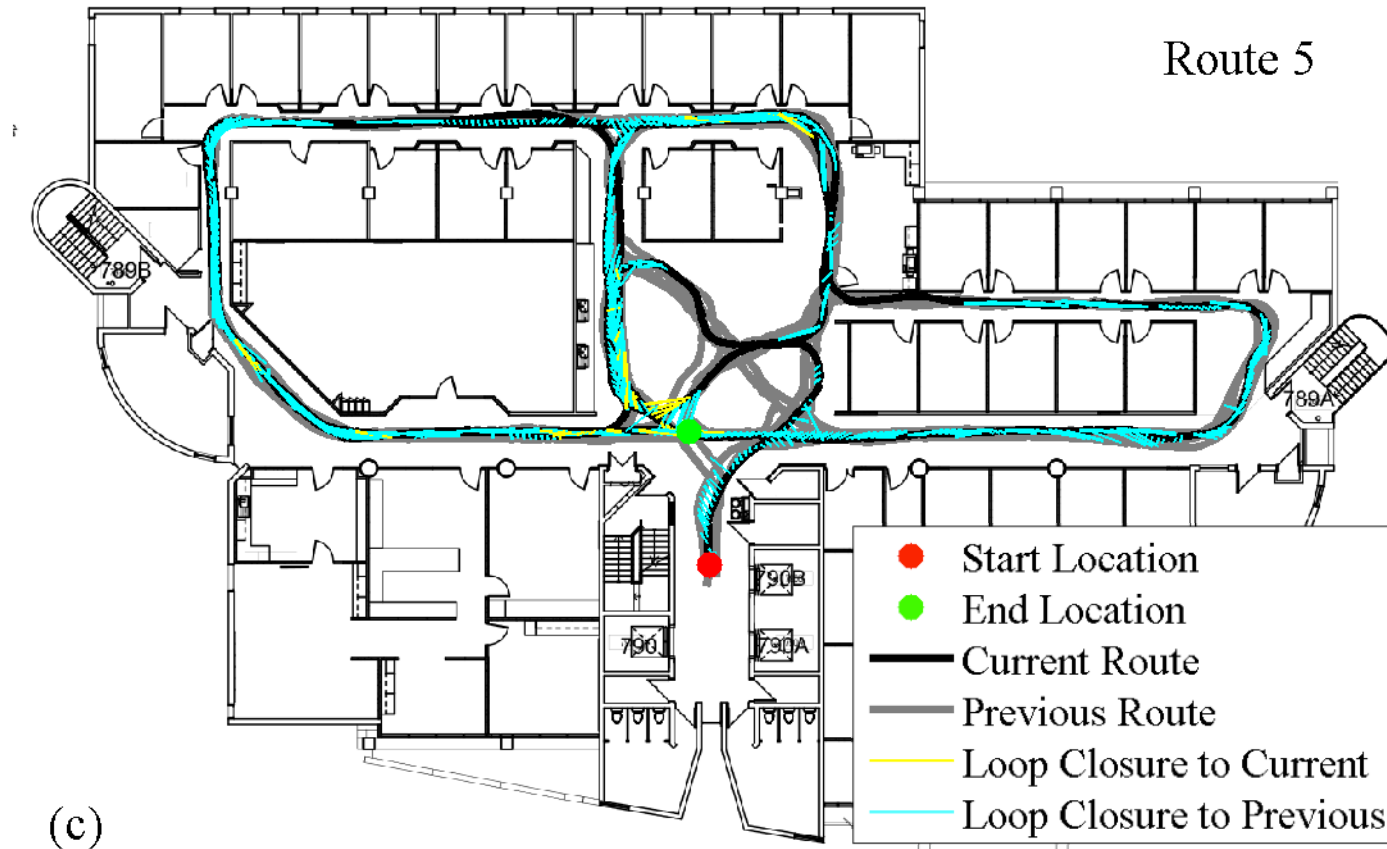 Route 5
789B
789A
790B
790
790A
Start Location
End Location
Current Route
Previous Route
Loop Closure to Current
Loop Closure to Previous
(c)